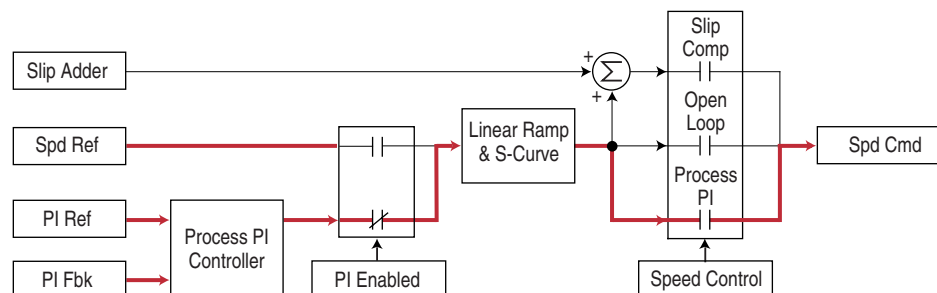 Slip Adder
+
+
Σ
Slip
Comp
Spd Ref
Linear Ramp
& S-Curve
Open
Loop
Spd Cmd
PI Ref
Process PI
Controller
Process
PI
PI Fbk
PI Enabled
Speed Control